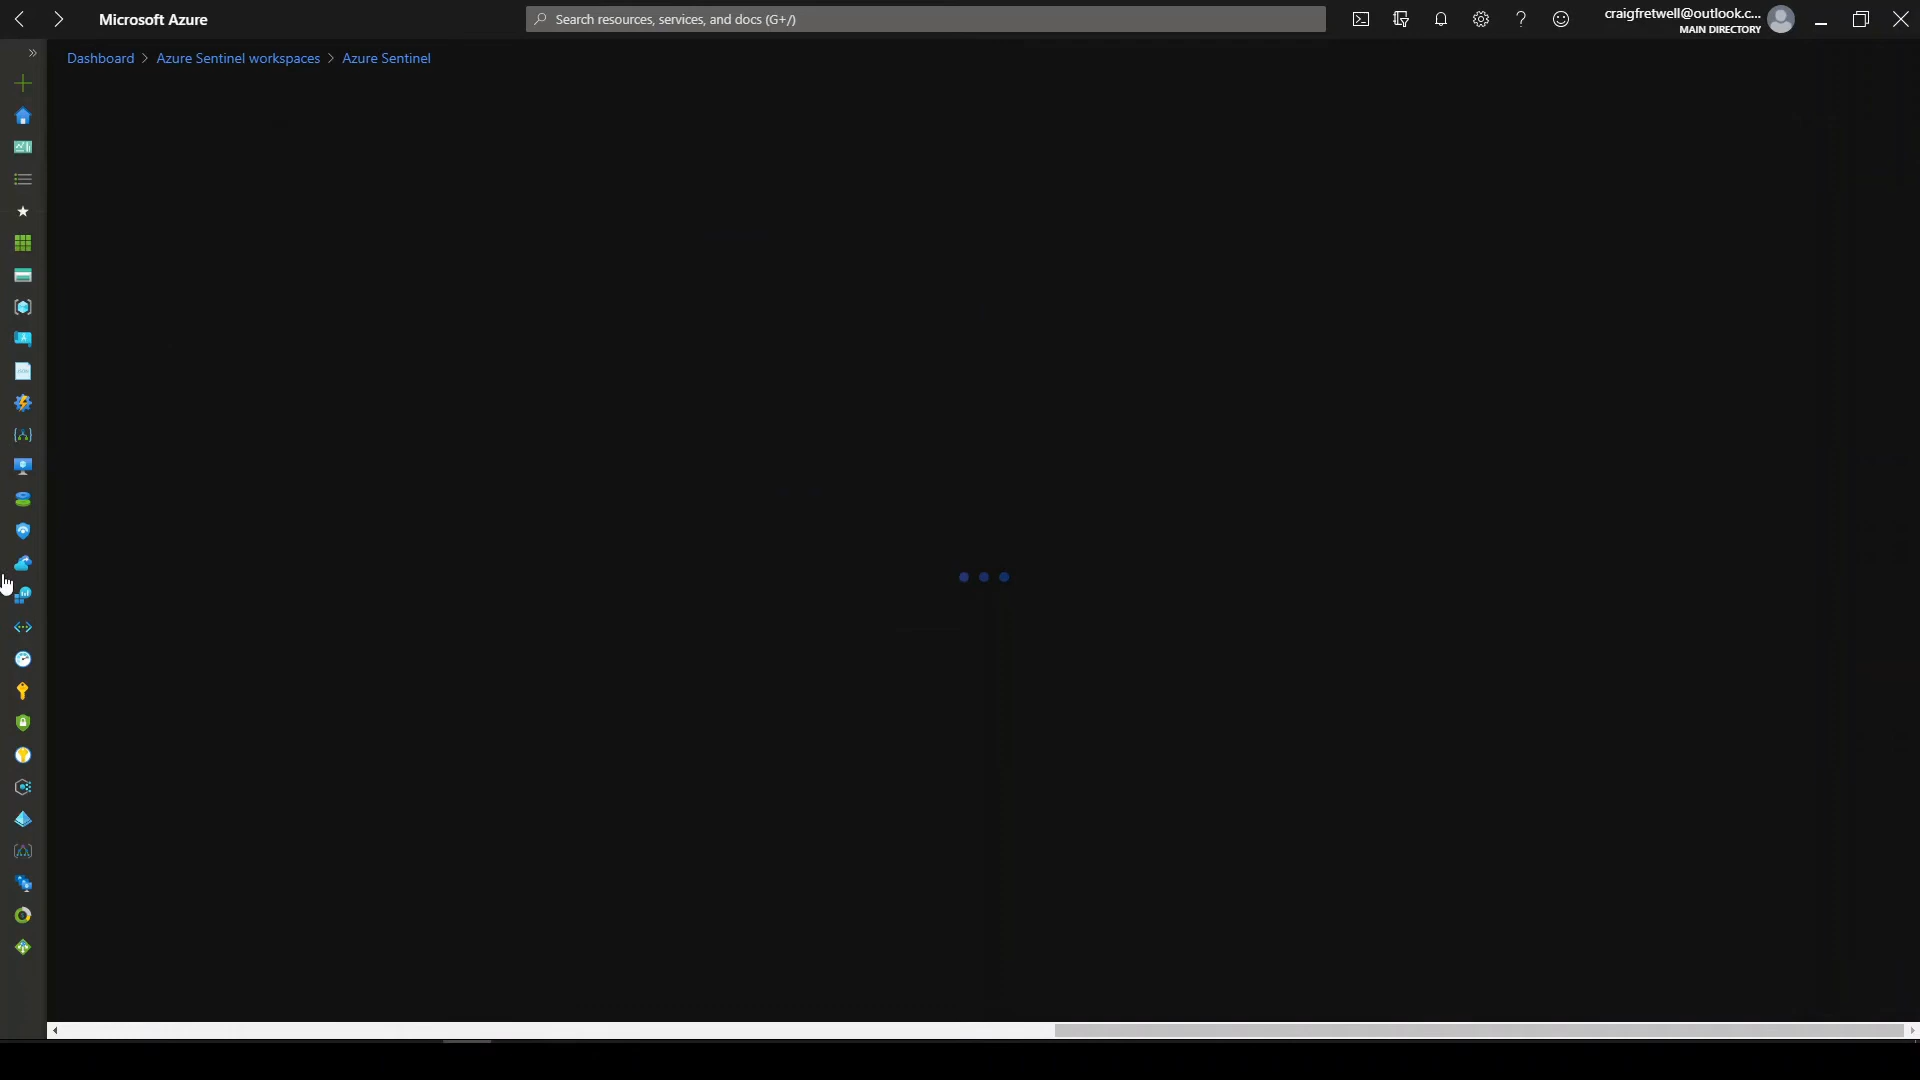 Microsoft Azure
Search resources, services, and docs (G+/)
craigfretwell@outlook.c...
MAIN DIRECTORY
Dashboard > Azure Sentinel workspaces > Azure Sentinel